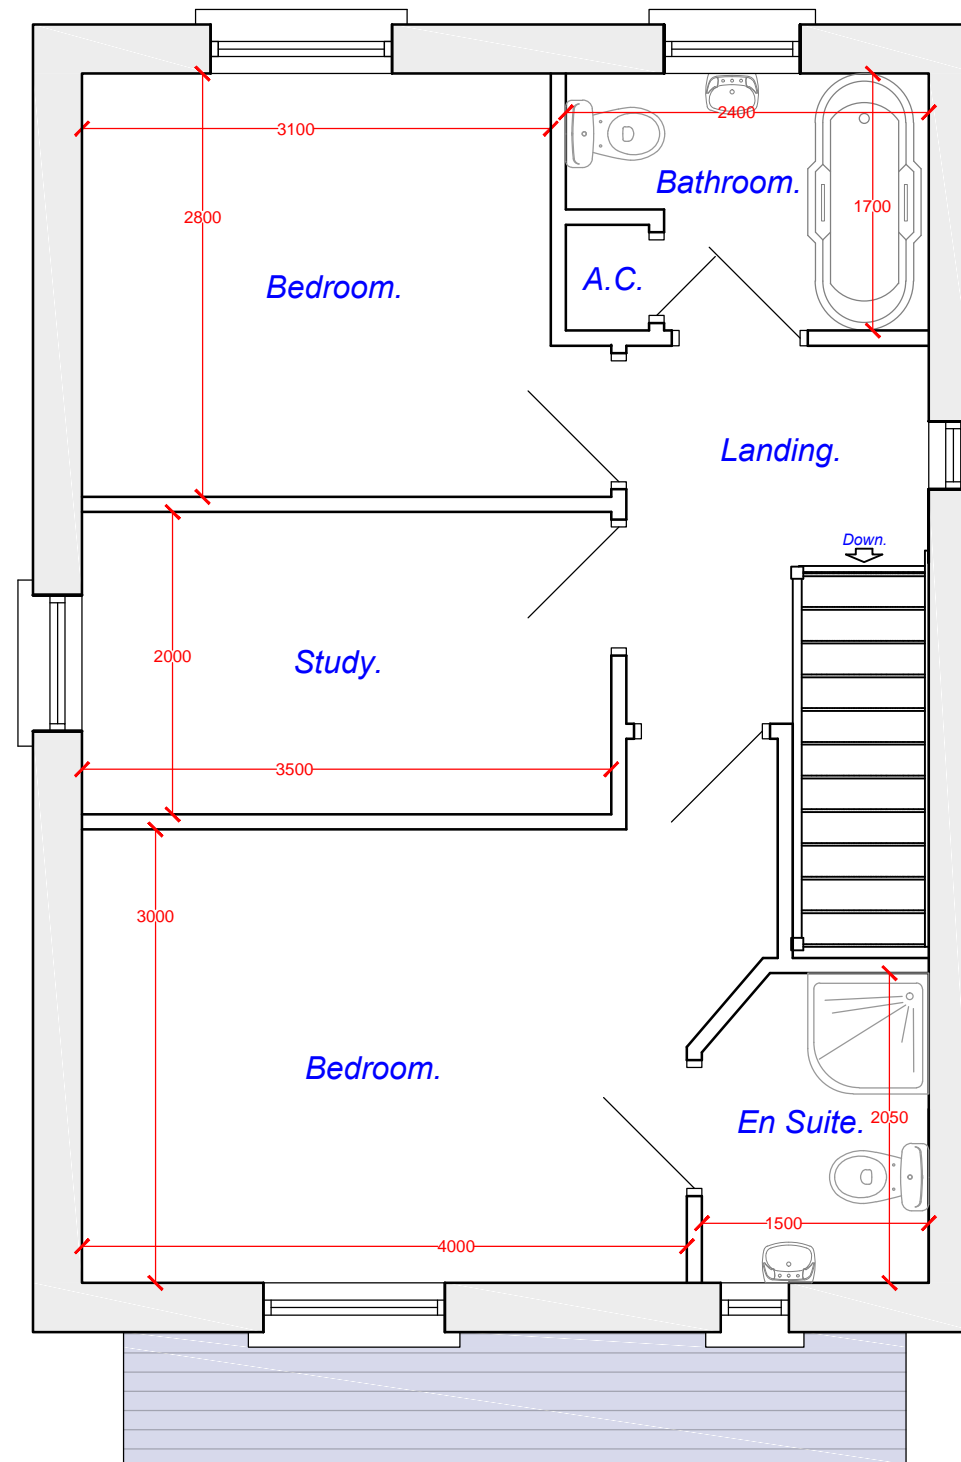 3100
2400
2800
Bathroom.
1700
Bedroom.
A.C.
Landing.
Down.
2000
Study.
3500
3000
Bedroom.
En Suite.
2050
1500
4000